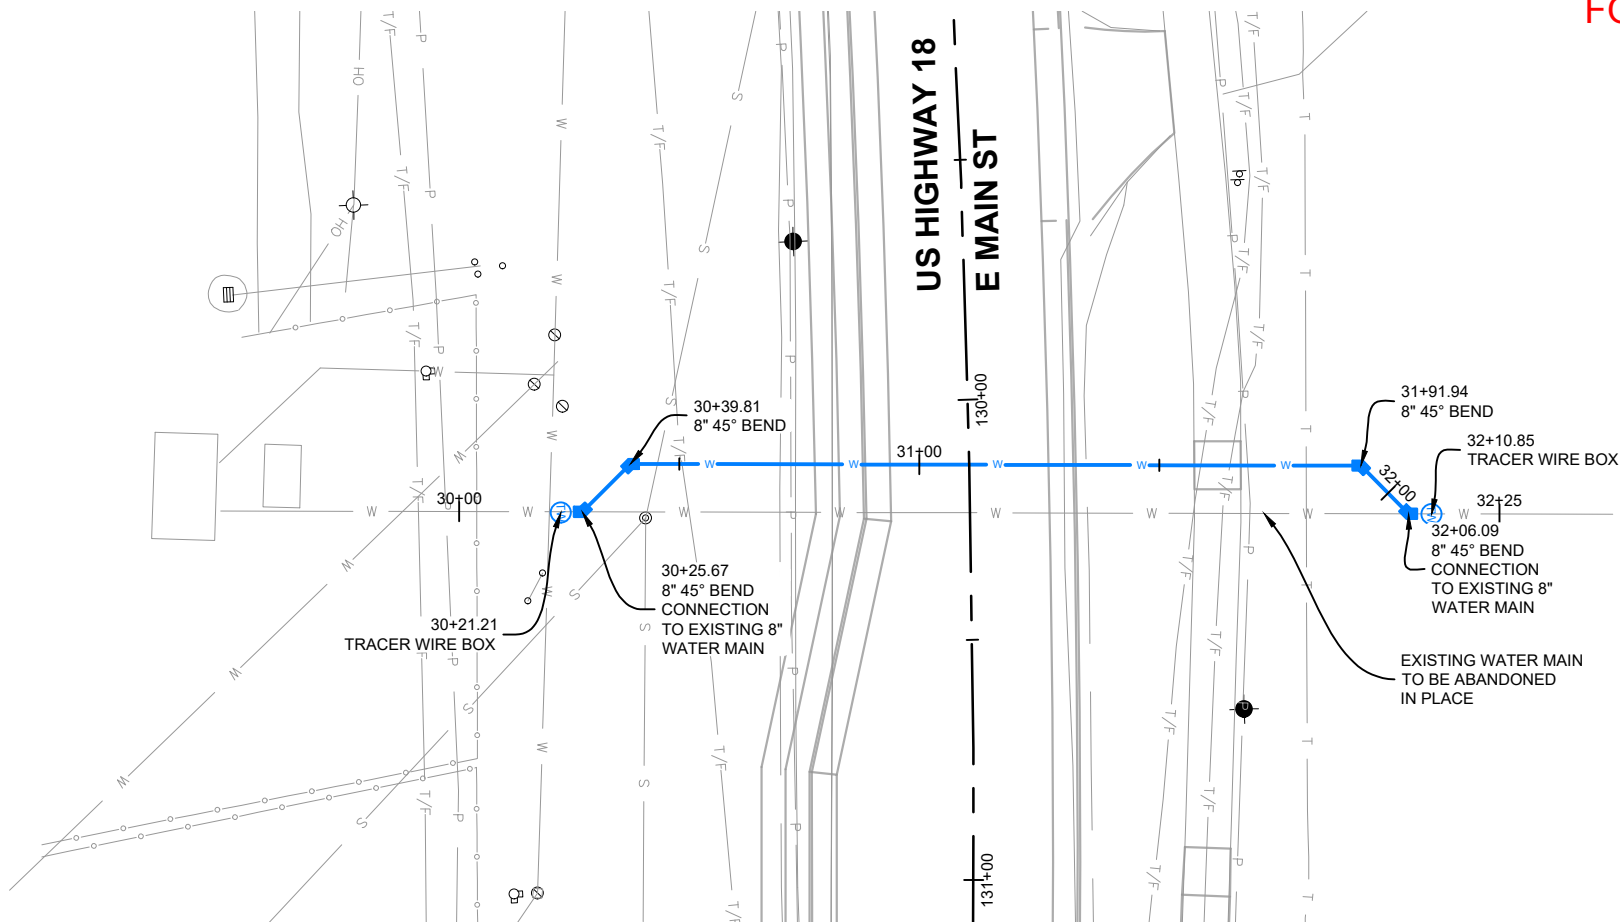 FO
US HIGHWAY 18
E MAIN ST
130+00
131+00
30+39.81
8" 45° BEND
31+00
31+91.94
8" 45° BEND
32+10.85
TRACER WIRE BOX
32+00
32+25
30+00
32+06.09
8" 45° BEND
CONNECTION
TO EXISTING 8"
WATER MAIN
30+25.67
8" 45° BEND
CONNECTION
TO EXISTING 8"
WATER MAIN
30+21.21
TRACER WIRE BOX
EXISTING WATER MAIN
TO BE ABANDONED
IN PLACE